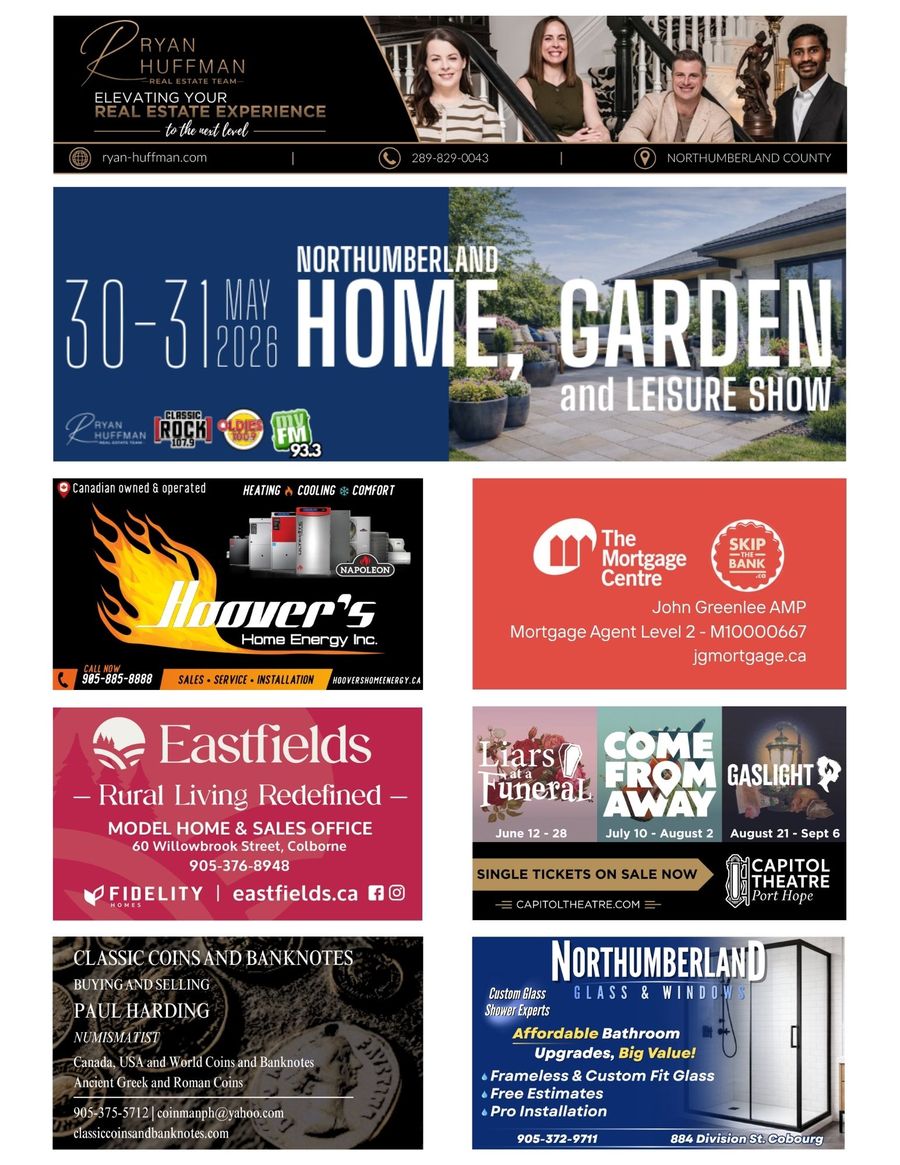 RYAN
HUFFMAN
REAL ESTATE TEAM
ELEVATING YOUR
REAL ESTATE EXPERIENCE
to the next level
ryan-huffman.com | 289-829-0043 | NORTHUMBERLAND COUNTY
30-31 MAY 2026
NORTHUMBERLAND
HOME, GARDEN
and LEISURE SHOW
RYAN
HUFFMAN
REAL ESTATE TEAM
CLASSIC
ROCK
107.9
OLDIES
100.9
my
FM
93.3
Canadian owned & operated
HEATING COOLING COMFORT
NAPOLEON
Hoover's
Home Energy Inc.
CALL NOW
905-885-8888
SALES • SERVICE • INSTALLATION
HOOVERSHOMEENERGY.CA
The
Mortgage
Centre
SKIP
THE
BANK
.ca
John Greenlee AMP
Mortgage Agent Level 2 - M10000667
jgmortgage.ca
Eastfields
— Rural Living Redefined —
MODEL HOME & SALES OFFICE
60 Willowbrook Street, Colborne
905-376-8948
FIDELITY
HOMES
| eastfields.ca
Liars
at a
Funeral
June 12 - 28
COME
FROM
AWAY
July 10 - August 2
GASLIGHT
August 21 - Sept 6
SINGLE TICKETS ON SALE NOW
CAPITOLTHEATRE.COM
CAPITOL
THEATRE
Port Hope
CLASSIC COINS AND BANKNOTES
BUYING AND SELLING
PAUL HARDING
NUMISMATIST
Canada, USA and World Coins and Banknotes
Ancient Greek and Roman Coins
905-375-5712 | coinmanph@yahoo.com
classiccoinsandbanknotes.com
NORTHUMBERLAND
GLASS & WINDOWS
Custom Glass
Shower Experts
Affordable Bathroom
Upgrades, Big Value!
Frameless & Custom Fit Glass
Free Estimates
Pro Installation
905-372-9711
884 Division St. Cobourg